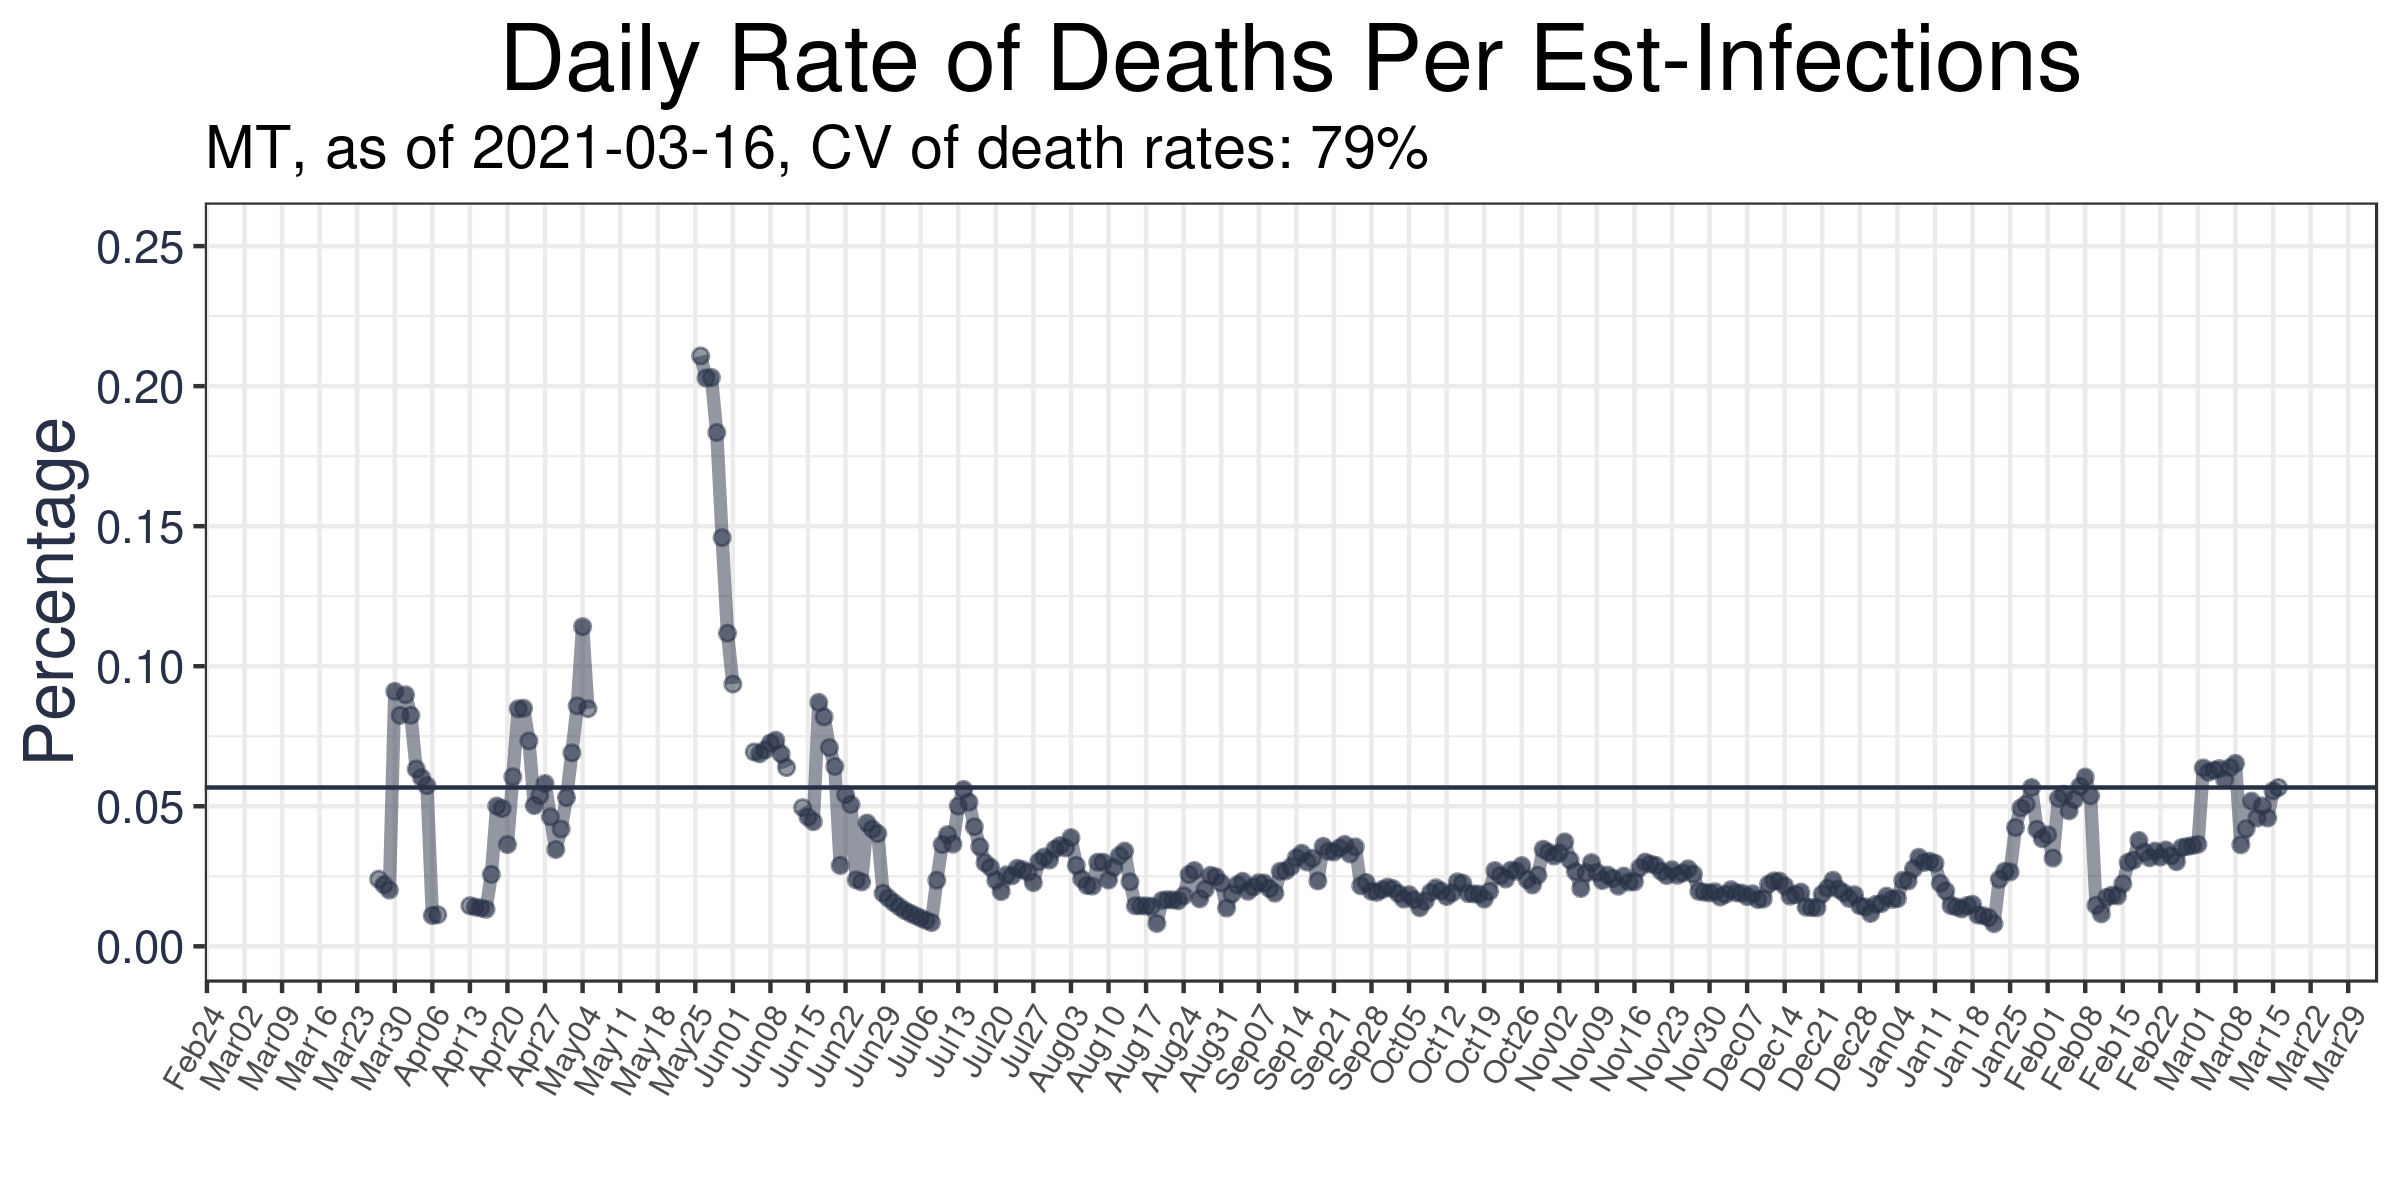 Daily Rate of Deaths Per Est-Infections
MT, as of 2021-03-16, CV of death rates: 79%
Percentage
0.25
0.20
0.15
0.10
0.05
0.00
Feb24
Mar02
Mar09
Mar16
Mar23
Mar30
Apr06
Apr13
Apr20
Apr27
May04
May11
May18
May25
Jun01
Jun08
Jun15
Jun22
Jun29
Jul06
Jul13
Jul20
Jul27
Aug03
Aug10
Aug17
Aug24
Aug31
Sep07
Sep14
Sep21
Sep28
Oct05
Oct12
Oct19
Oct26
Nov02
Nov09
Nov16
Nov23
Nov30
Dec07
Dec14
Dec21
Dec28
Jan04
Jan11
Jan18
Jan25
Feb01
Feb08
Feb15
Feb22
Mar01
Mar08
Mar15
Mar22
Mar29